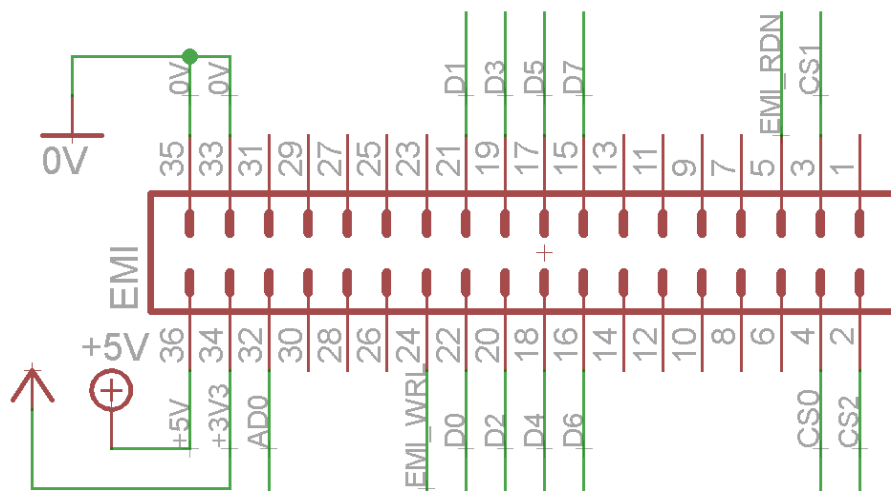 D1 D3 D5 D7 EMI_RDN CS1
0V 0V
0V
35 33 31 29 27 25 23 21 19 17 15 13 11 9 7 5 3 1
EMI
36 34 32 30 28 26 24 22 20 18 16 14 12 10 8 6 4 2
+5V
+5V +3V3 AD0 EMI_WRL D0 D2 D4 D6 CS0 CS2